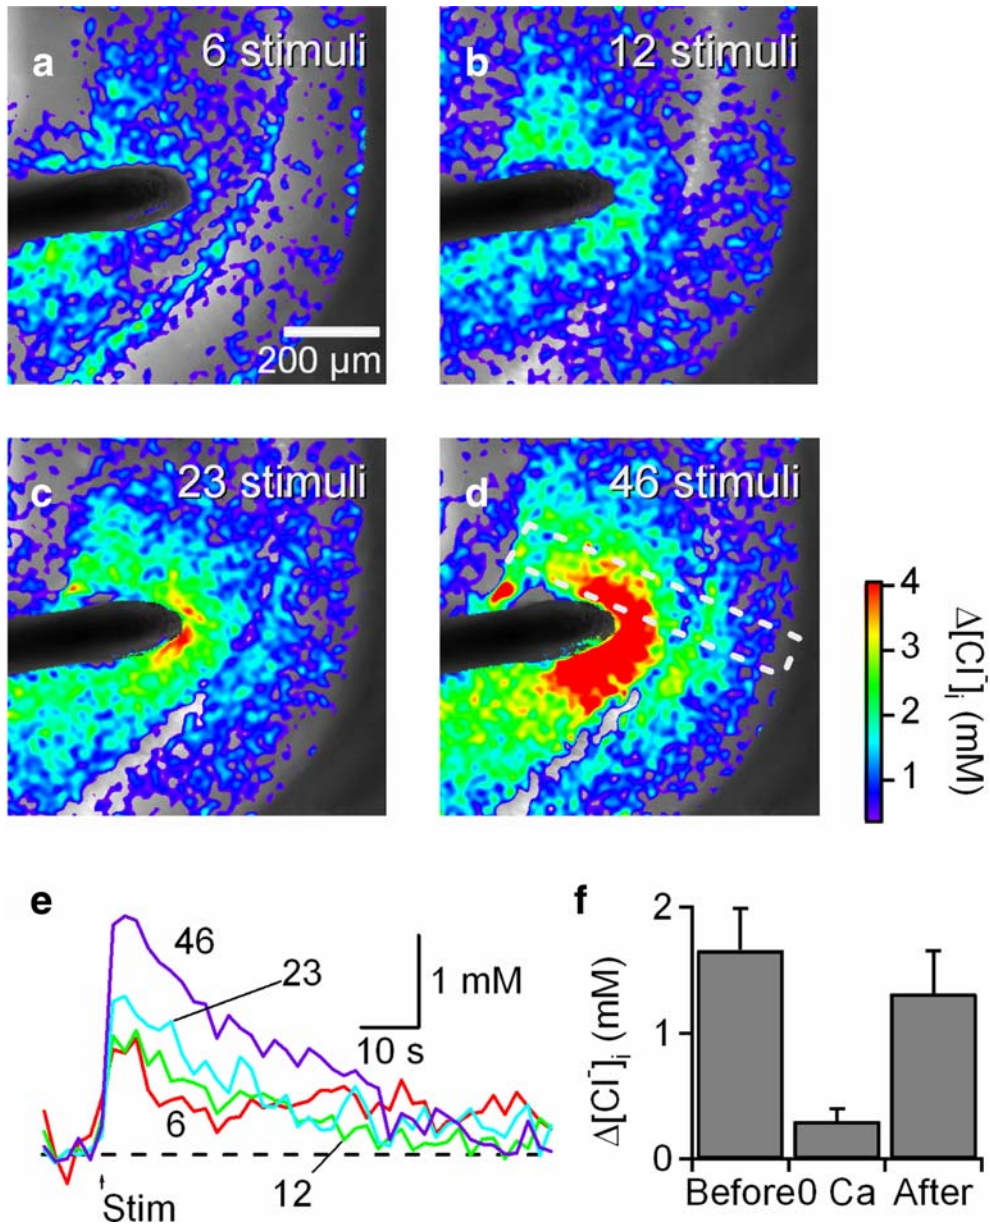 a 6 stimuli
b 12 stimuli
200 µm
c 23 stimuli
d 46 stimuli
4
3
2
1
Δ[Cl⁻]ᵢ (mM)
e
46
23
1 mM
10 s
6
12
Stim
f
2
1
0
Δ[Cl⁻]ᵢ (mM)
Before 0 Ca After